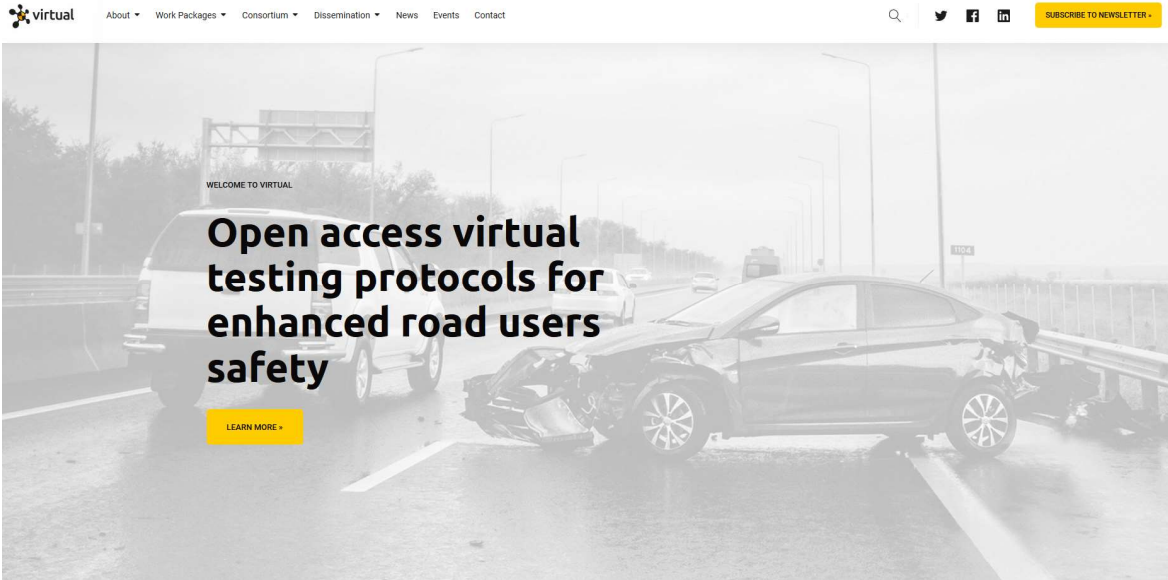 virtual
About
Work Packages
Consortium
Dissemination
News
Events
Contact
SUBSCRIBE TO NEWSLETTER »
WELCOME TO VIRTUAL
Open access virtual
testing protocols for
enhanced road users
safety
1104
LEARN MORE »